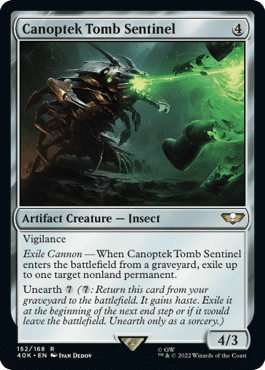 Canoptek Tomb Sentinel 4
Artifact Creature — Insect
Vigilance
Exile Cannon — When Canoptek Tomb Sentinel
enters the battlefield from a graveyard, exile up
to one target nonland permanent.
Unearth 7 (7: Return this card from
your graveyard to the battlefield. It gains haste. Exile it
at the beginning of the next end step or if it would
leave the battlefield. Unearth only as a sorcery.)
4/3
152/168 R
40K • EN Ivan Dedov
© GW
™ & © 2022 Wizards of the Coast